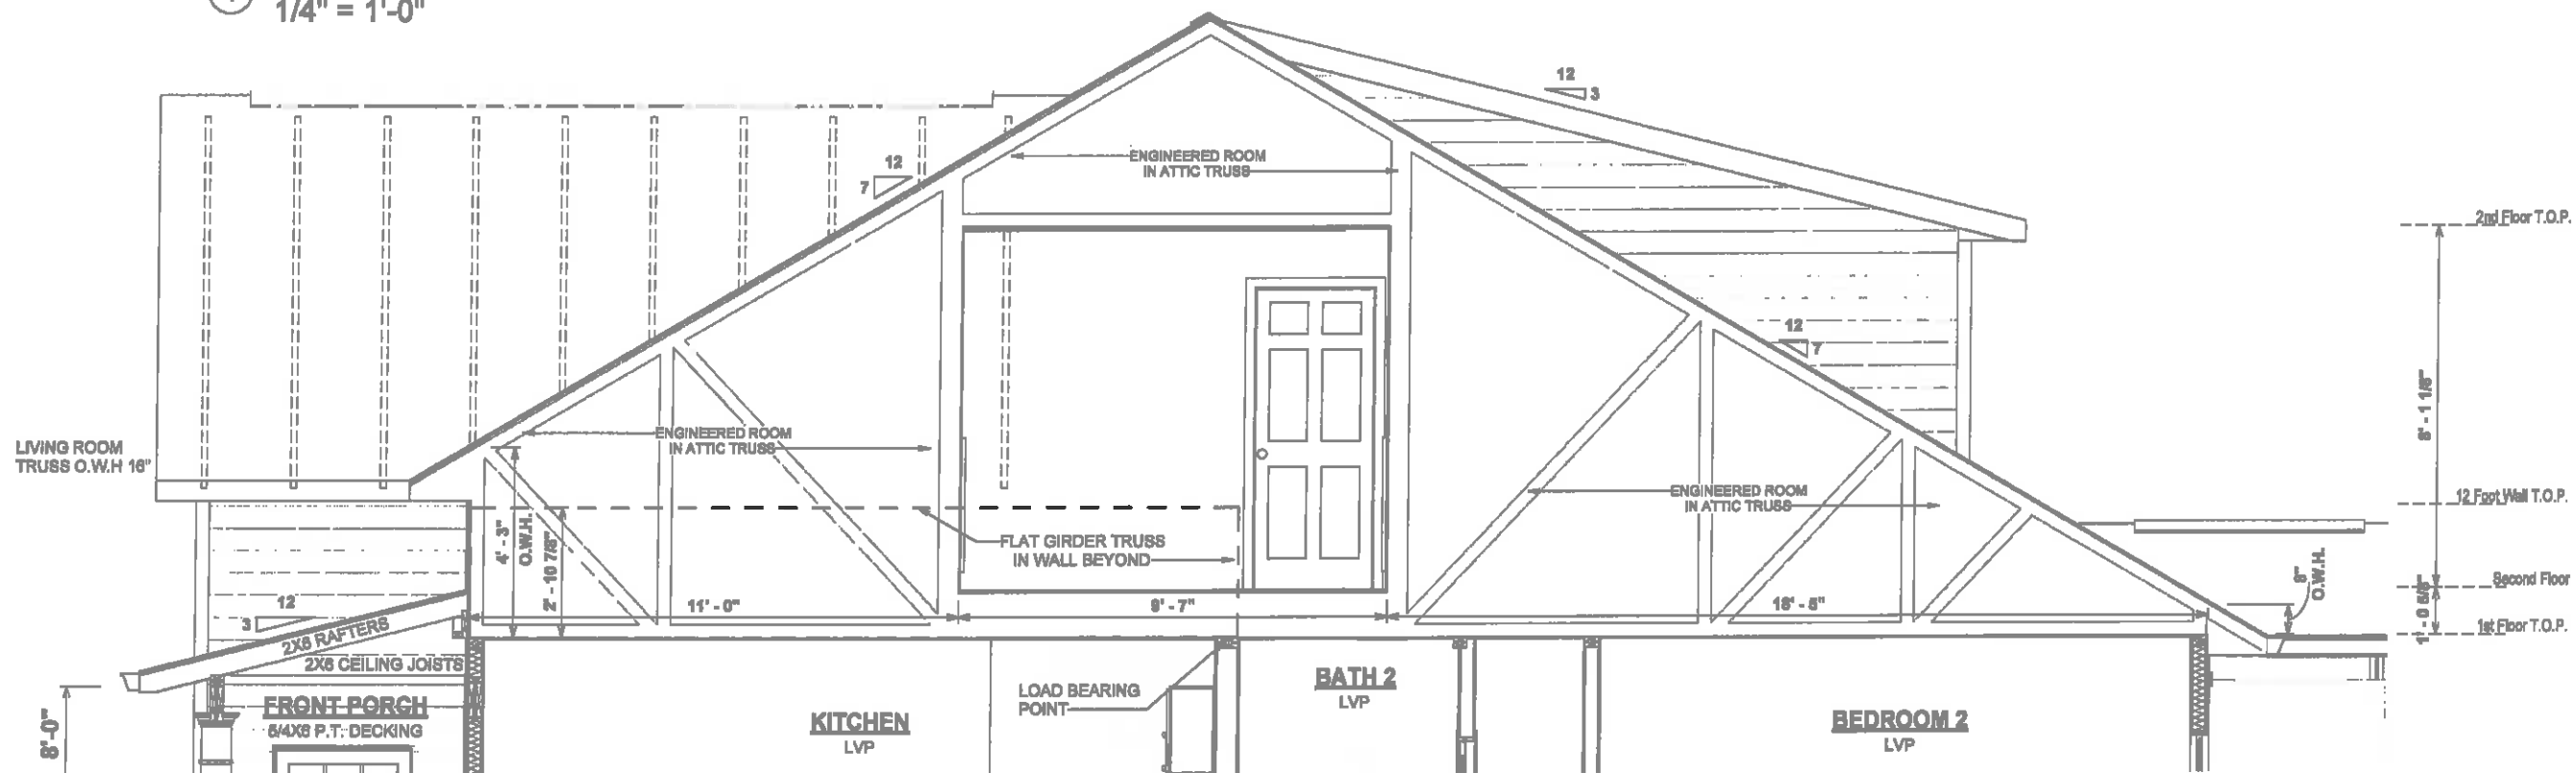 1/4" = 1'-0"
12
3
ENGINEERED ROOM
IN ATTIC TRUSS
12
7
2nd Floor T.O.P.
12
7
8' - 1 1/8"
LIVING ROOM
TRUSS O.W.H 16"
ENGINEERED ROOM
IN ATTIC TRUSS
ENGINEERED ROOM
IN ATTIC TRUSS
12 Foot Wall T.O.P.
4' - 3"
O.W.H.
2' - 10 7/8"
FLAT GIRDER TRUSS
IN WALL BEYOND
8"
O.W.H.
Second Floor
1' - 0 5/8"
1st Floor T.O.P.
11' - 0"
9' - 7"
18' - 5"
12
3
2X6 RAFTERS
2X6 CEILING JOISTS
FRONT PORCH
5/4X6 P.T. DECKING
8'-0"
KITCHEN
LVP
LOAD BEARING
POINT
BATH 2
LVP
BEDROOM 2
LVP